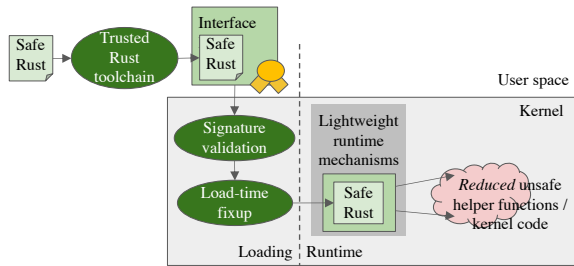 Safe
Rust
Trusted
Rust
toolchain
Interface
Safe
Rust
User space
Kernel
Signature
validation
Load-time
fixup
Lightweight
runtime
mechanisms
Safe
Rust
Reduced unsafe
helper functions /
kernel code
Loading
Runtime